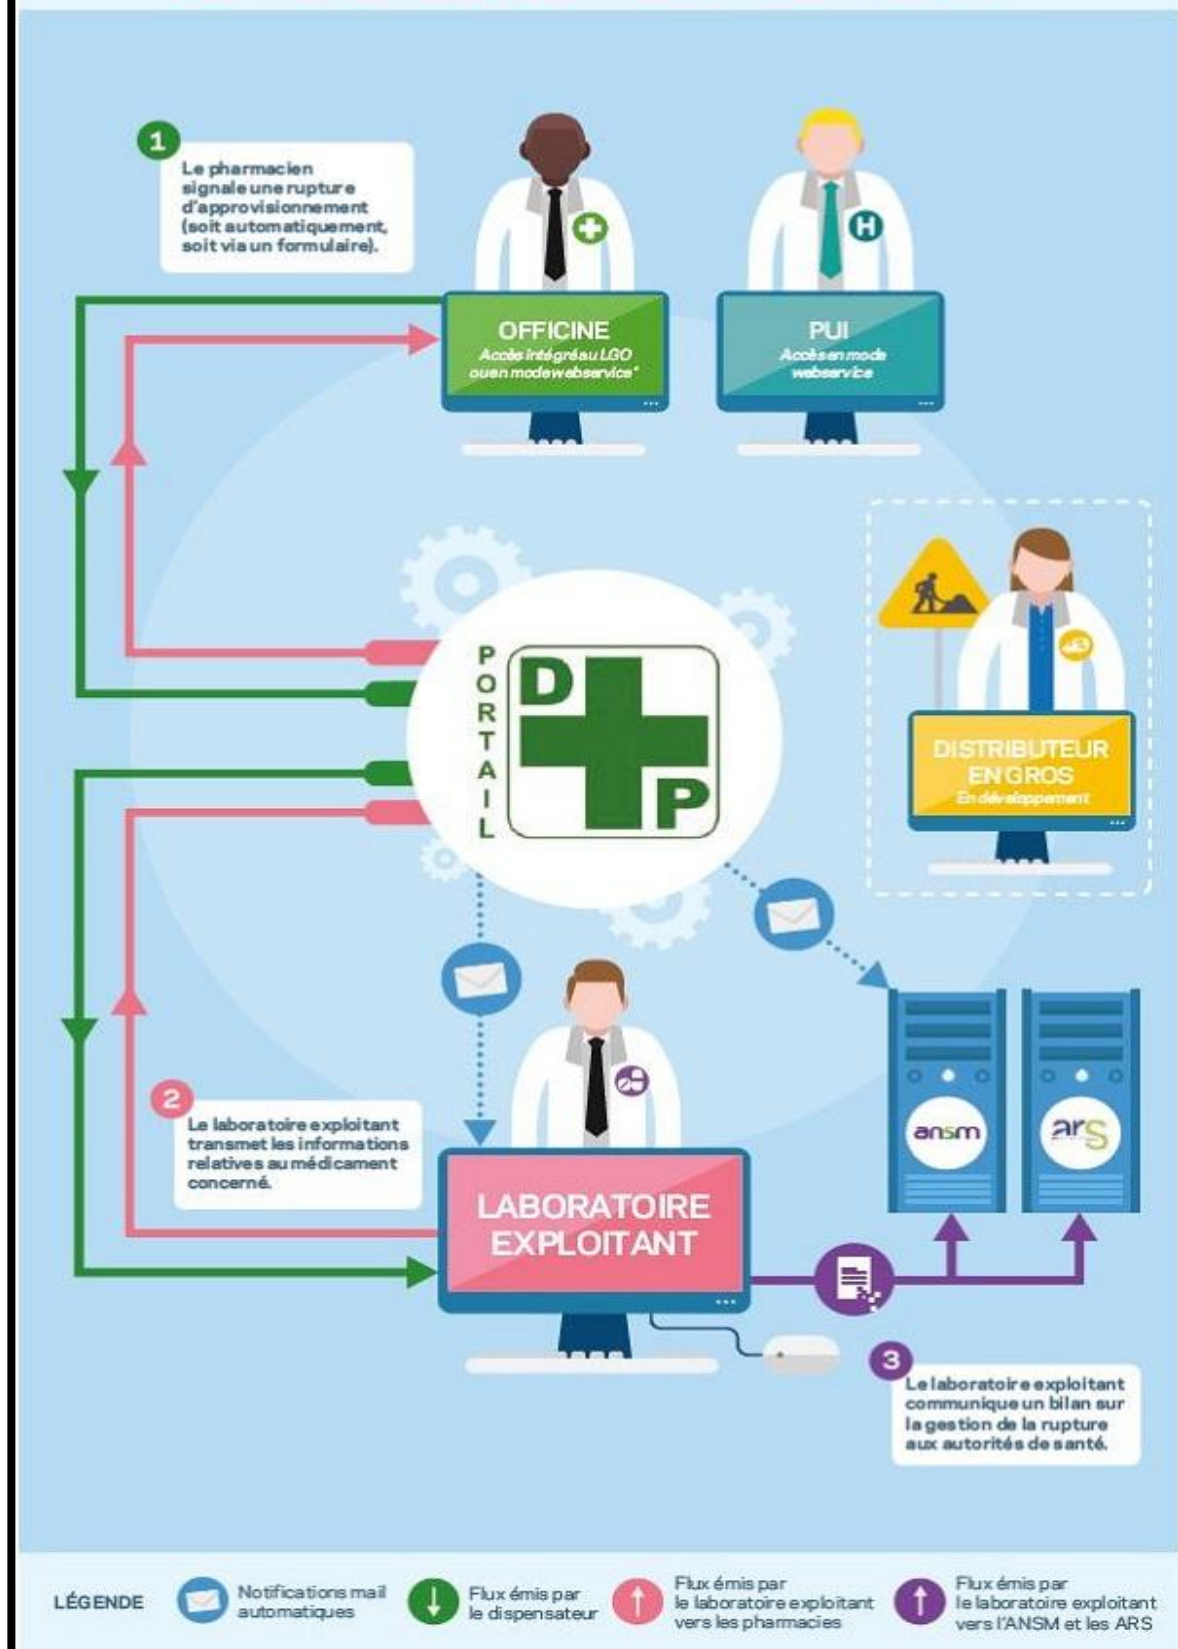 1
Le pharmacien
signale une rupture
d'approvisionnement
(soit automatiquement,
soit via un formulaire).
OFFICINE
Accès intégré au LGO
ou en mode webservice*
H
PUI
Accès en mode
webservice
PORTAIL
D
P
DISTRIBUTEUR
EN GROS
En développement
2
Le laboratoire exploitant
transmet les informations
relatives au médicament
concerné.
LABORATOIRE
EXPLOITANT
ansm
ars
3
Le laboratoire exploitant
communique un bilan sur
la gestion de la rupture
aux autorités de santé.
LÉGENDE
Notifications mail
automatiques
Flux émis par
le dispensateur
Flux émis par
le laboratoire exploitant
vers les pharmacies
Flux émis par
le laboratoire exploitant
vers l'ANSM et les ARS